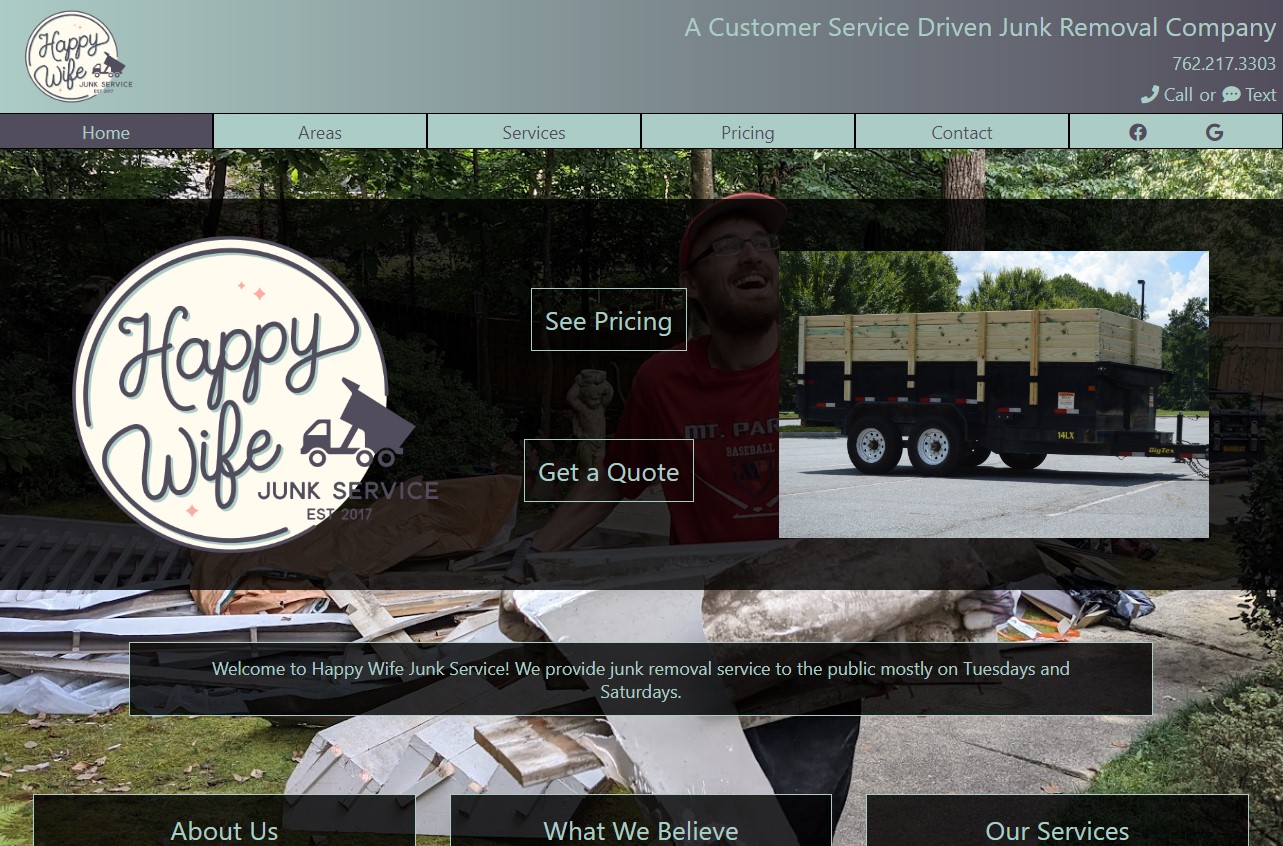 Happy
Wife
JUNK SERVICE
EST 2017
A Customer Service Driven Junk Removal Company
762.217.3303
Call or Text
Home
Areas
Services
Pricing
Contact
Happy
Wife
JUNK SERVICE
EST 2017
See Pricing
Get a Quote
MT. PAR
BASEBALL
14LX
BigTex
Welcome to Happy Wife Junk Service! We provide junk removal service to the public mostly on Tuesdays and
Saturdays.
About Us
What We Believe
Our Services